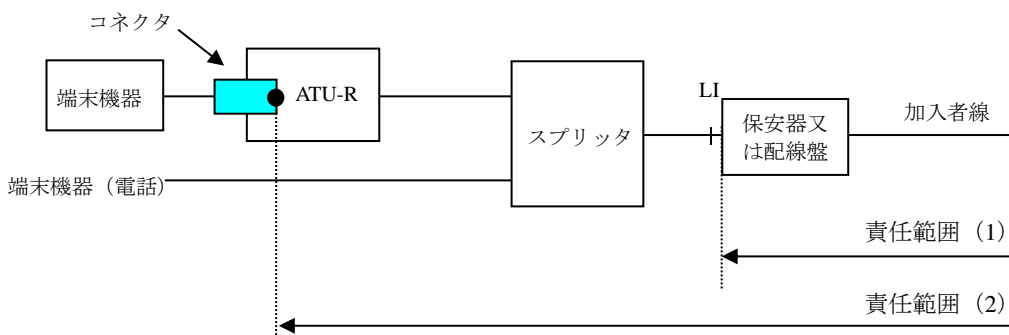 コネクタ
端末機器
ATU-R
スプリッタ
LI
保安器又
は配線盤
加入者線
端末機器（電話）
責任範囲（1）
責任範囲（2）